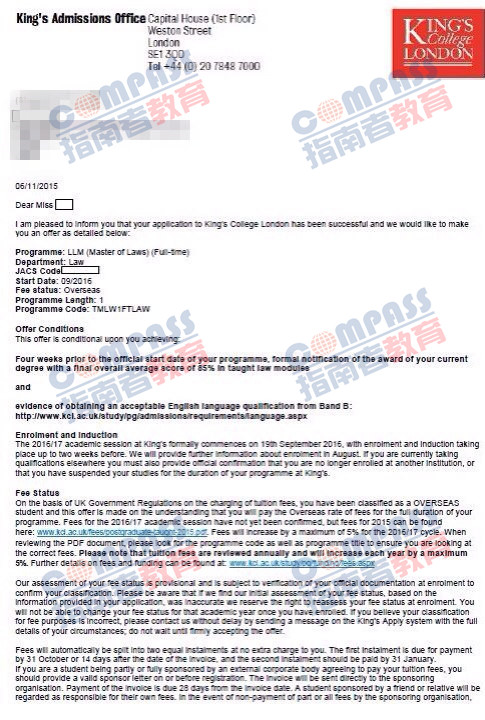 King's Admissions Office
Capital House (1st Floor)
Weston Street
London
SE1 3QD
Tel +44 (0) 20 7848 7000
KING'S
College
LONDON
COMPASS
指南者教育
COMPASS
指南者教育
06/11/2015
Dear Miss
I am pleased to inform you that your application to King's College London has been successful and we would like to make
you an offer as detailed below:
Programme: LLM (Master of Laws) (Full-time)
Department: Law
JACS Code
Start Date: 09/2016
Fee status: Overseas
Programme Length: 1
Programme Code: TMLW1FTLAW
Offer Conditions
This offer is conditional upon you achieving:
COMPASS
指南者教育
COMPASS
指南者教育
Four weeks prior to the official start date of your programme, formal notification of the award of your current
degree with a final overall average score of 85% in taught law modules
and
evidence of obtaining an acceptable English language qualification from Band B:
http://www.kcl.ac.uk/study/pg/admissions/requirements/language.aspx
Enrolment and Induction
The 2016/17 academic session at King's formally commences on 19th September 2016, with enrolment and induction taking
place up to two weeks before. We will provide further information about enrolment in August. If you are currently taking
qualifications elsewhere you must also provide official confirmation that you are no longer enrolled at another institution, or
that you have suspended your studies for the duration of your programme at King's.
Fee Status
On the basis of UK Government Regulations on the charging of tuition fees, you have been classified as a OVERSEAS
student and this offer is made on the understanding that you will pay the Overseas rate of fees for the full duration of your
programme. Fees for the 2016/17 academic session have not yet been confirmed, but fees for 2015 can be found
here: www.kcl.ac.uk/fees/postgraduate-taught-2015.pdf. Fees will increase by a maximum of 5% for the 2016/17 cycle. When
reviewing the PDF document, please look for the programme code as well as programme title to ensure you are looking at
the correct fees. Please note that tuition fees are reviewed annually and will increase each year by a maximum
5%. Further details on fees and funding can be found at: www.kcl.ac.uk/study/pg/funding/fees.aspx
COMPASS
指南者教育
COMPASS
指南者教育
Our assessment of your fee status is provisional and is subject to verification of your official documentation at enrolment to
confirm your classification. Please be aware that if we find our initial assessment of your fee status, based on the
information provided in your application, was inaccurate we reserve the right to reassess your fee status at enrolment. You
will not be able to change your fee status for that academic year once you have enrolled. If you believe your classification
for fee purposes is incorrect, please contact us without delay by sending a message on the King's Apply system with the full
details of your circumstances; do not wait until firmly accepting the offer.
Fees will automatically be split into two equal instalments at no extra charge to you. The first instalment is due for payment
by 31 October or 14 days after the date of the invoice, and the second instalment should be paid by 31 January.
If you are a student being partly or fully sponsored by an external corporate body agreeing to pay your tuition fees, you
should provide a valid sponsor letter on or before registration. The invoice will be sent directly to the sponsoring
organisation. Payment of the invoice is due 28 days from the invoice date. A student sponsored by a friend or relative will be
regarded as responsible for their own fees. In the event of non-payment of part or all fees by the sponsoring organisation,